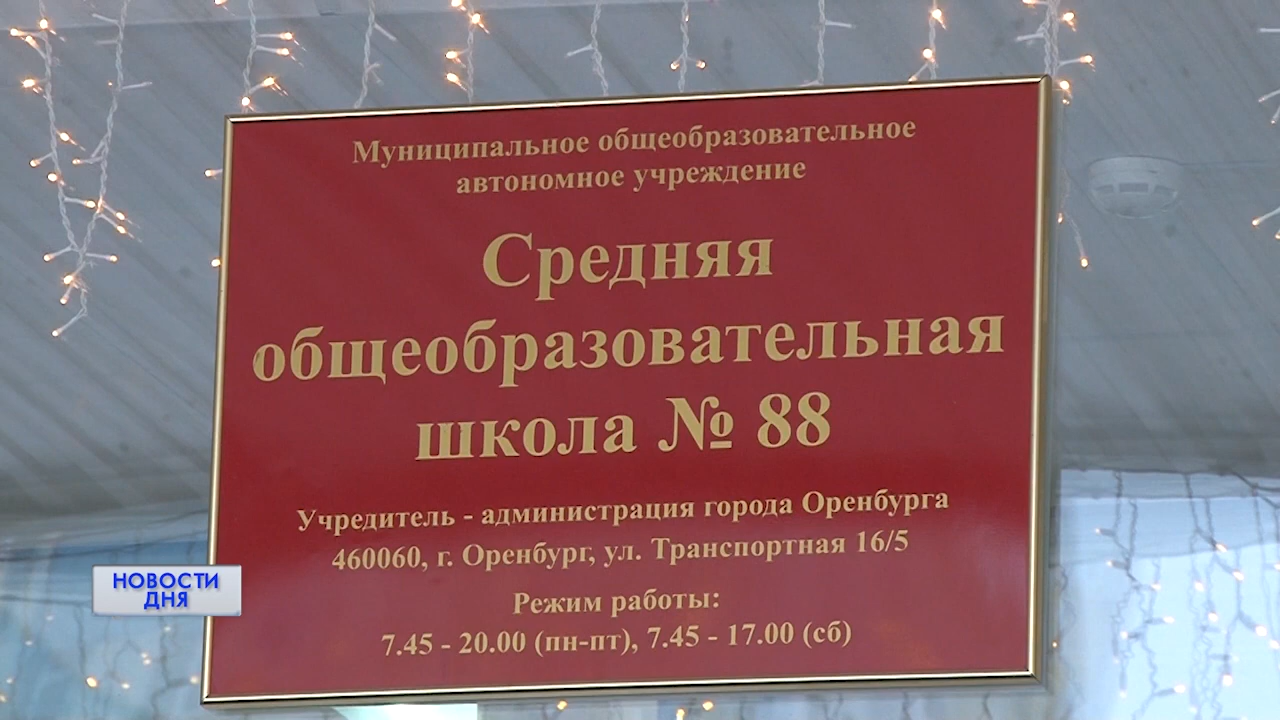 Муниципальное общеобразовательное
автономное учреждение
Средняя
общеобразовательная
школа № 88
Учредитель - администрация города Оренбурга
460060, г. Оренбург, ул. Транспортная 16/5
Режим работы:
7.45 - 20.00 (пн-пт), 7.45 - 17.00 (сб)
НОВОСТИ
ДНЯ